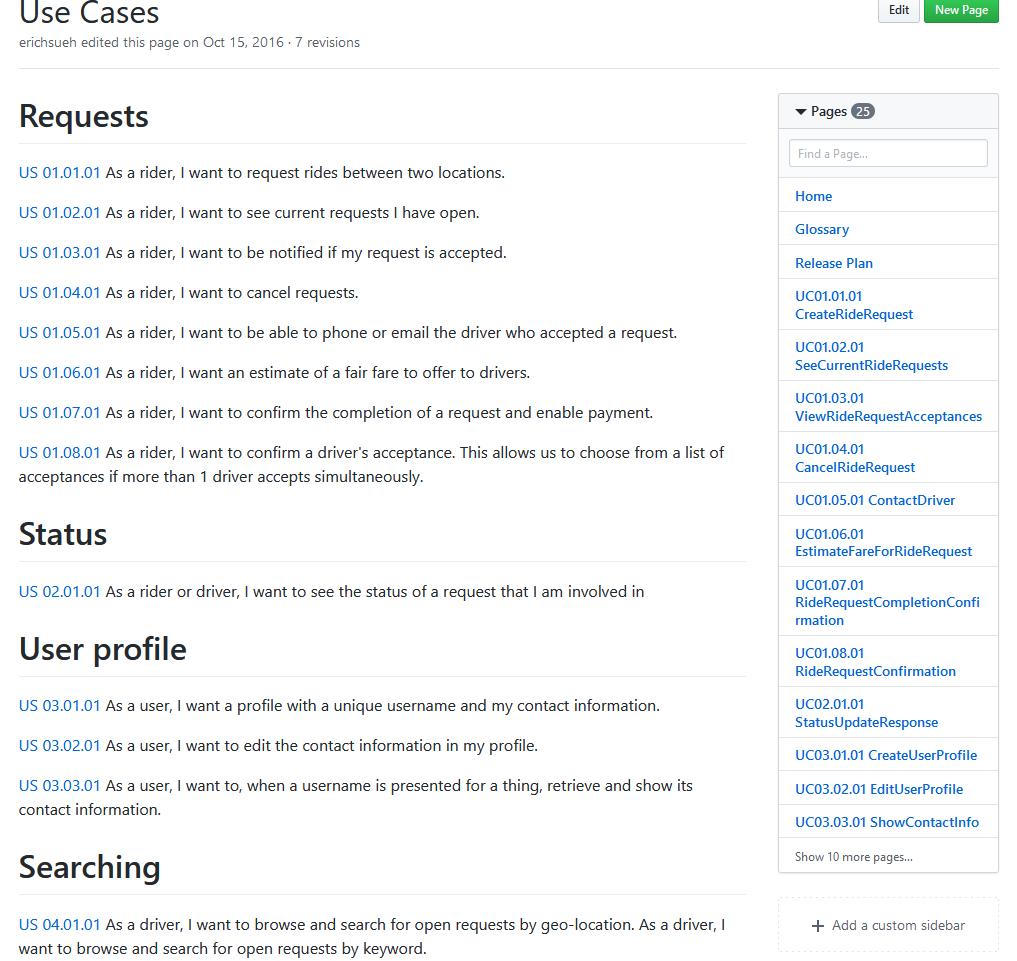 Use Cases
Edit
New Page
erichsueh edited this page on Oct 15, 2016 · 7 revisions
Requests
US 01.01.01 As a rider, I want to request rides between two locations.
US 01.02.01 As a rider, I want to see current requests I have open.
US 01.03.01 As a rider, I want to be notified if my request is accepted.
US 01.04.01 As a rider, I want to cancel requests.
US 01.05.01 As a rider, I want to be able to phone or email the driver who accepted a request.
US 01.06.01 As a rider, I want an estimate of a fair fare to offer to drivers.
US 01.07.01 As a rider, I want to confirm the completion of a request and enable payment.
US 01.08.01 As a rider, I want to confirm a driver's acceptance. This allows us to choose from a list of
acceptances if more than 1 driver accepts simultaneously.
Status
US 02.01.01 As a rider or driver, I want to see the status of a request that I am involved in
User profile
US 03.01.01 As a user, I want a profile with a unique username and my contact information.
US 03.02.01 As a user, I want to edit the contact information in my profile.
US 03.03.01 As a user, I want to, when a username is presented for a thing, retrieve and show its
contact information.
Searching
US 04.01.01 As a driver, I want to browse and search for open requests by geo-location. As a driver, I
want to browse and search for open requests by keyword.
Pages 25
Find a Page...
Home
Glossary
Release Plan
UC01.01.01
CreateRideRequest
UC01.02.01
SeeCurrentRideRequests
UC01.03.01
ViewRideRequestAcceptances
UC01.04.01
CancelRideRequest
UC01.05.01 ContactDriver
UC01.06.01
EstimateFareForRideRequest
UC01.07.01
RideRequestCompletionConfi
rmation
UC01.08.01
RideRequestConfirmation
UC02.01.01
StatusUpdateResponse
UC03.01.01 CreateUserProfile
UC03.02.01 EditUserProfile
UC03.03.01 ShowContactInfo
Show 10 more pages...
+ Add a custom sidebar